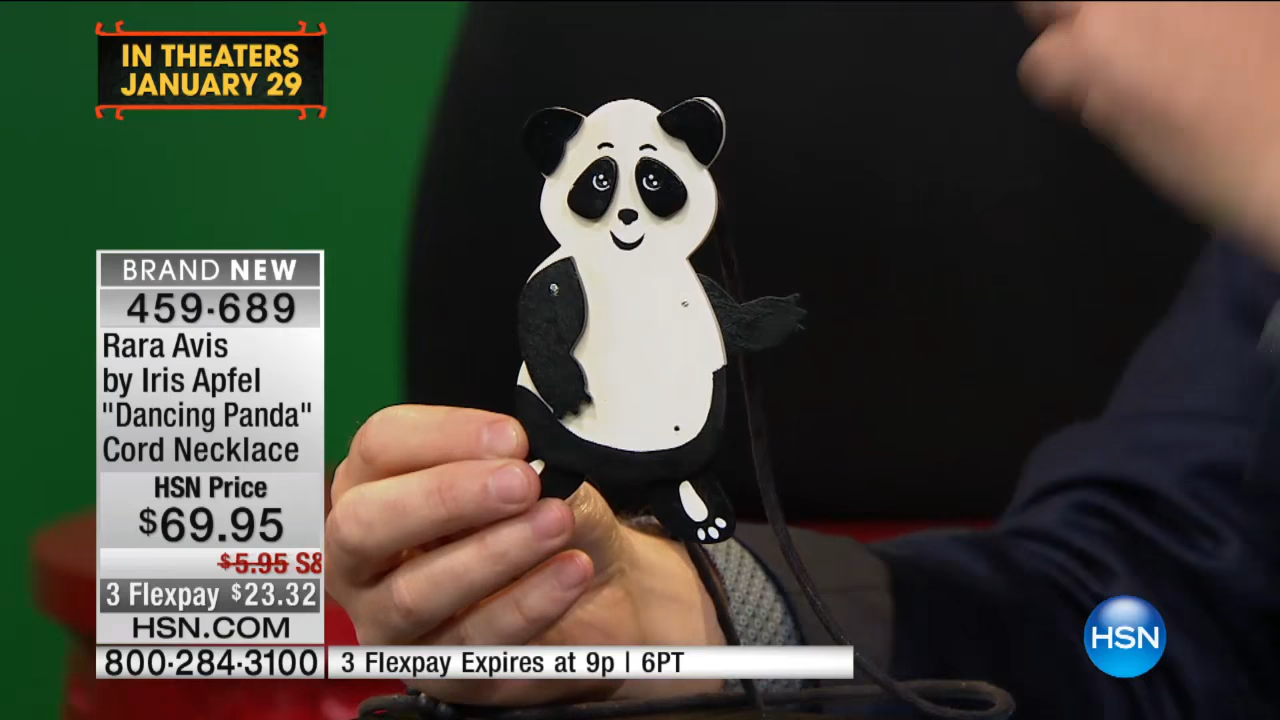 IN THEATERS
JANUARY 29
BRAND NEW
459·689
Rara Avis
by Iris Apfel
"Dancing Panda"
Cord Necklace
HSN Price
$69.95
$5.95 S&
3 Flexpay $23.32
HSN.COM
800·284·3100
3 Flexpay Expires at 9p | 6PT
HSN